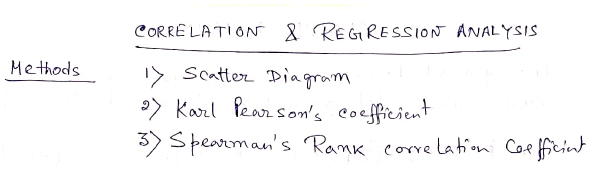 CORRELATION & REGRESSION ANALYSIS
Methods
1) Scatter Diagram
2) Karl Pearson's coefficient
3) Spearman's Rank correlation Coefficient